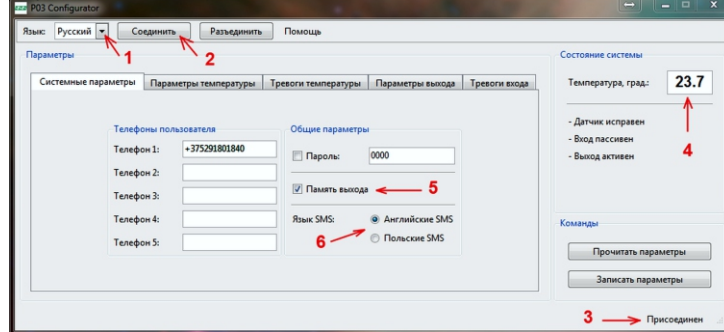 P03 Configurator
Язык: Русский Соединить Разъединить Помощь
1
2
Параметры
Системные параметры Параметры температуры Тревоги температуры Параметры выхода Тревоги входа
Телефоны пользователя
Телефон 1: +375291801840
Телефон 2:
Телефон 3:
Телефон 4:
Телефон 5:
Общие параметры
Пароль: 0000
Память выхода 5
Язык SMS: Английские SMS
6 Польские SMS
Состояние системы
Температура, град.: 23.7
4
- Датчик исправен
- Вход пассивен
- Выход активен
Команды
Прочитать параметры
Записать параметры
3 Присоединен